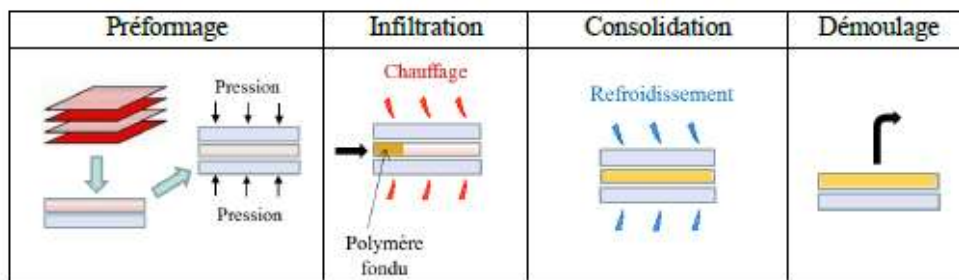 Préformage
Infiltration
Consolidation
Démoulage
Pression
Pression
Chauffage
Polymère
fondu
Refroidissement